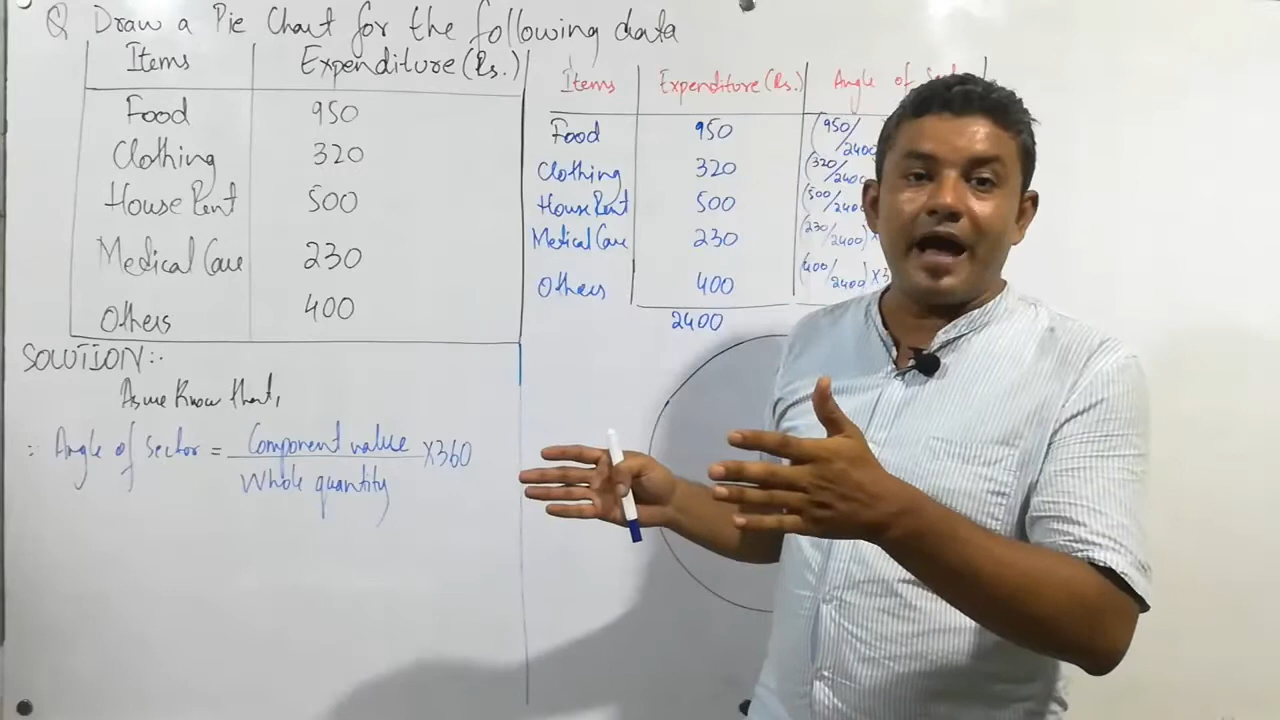 Q Draw a Pie Chart for the following data
Items Expenditure (Rs.)
Food 950
Clothing 320
House Rent 500
Medical Care 230
Others 400
SOLUTION:-
As we know that,
∴ Angle of sector = Component value / Whole quantity X360
Items Expenditure (Rs.) Angle of
Food 950 (950/2400
Clothing 320 (320/2400
House Rent 500 (500/2400
Medical Care 230 (230/2400)x
Others 400 (400/2400)x3
2400